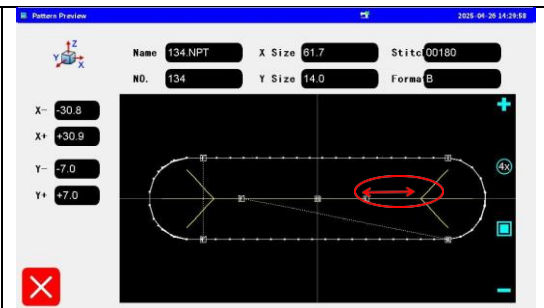 Pattern Preview 2025-04-26 14:29:58
Z
Y
X
Name 134.NPT X Size 61.7 Stitc 00180
NO. 134 Y Size 14.0 Forma B
X- -30.8
X+ +30.9
Y- -7.0
Y+ +7.0
4x